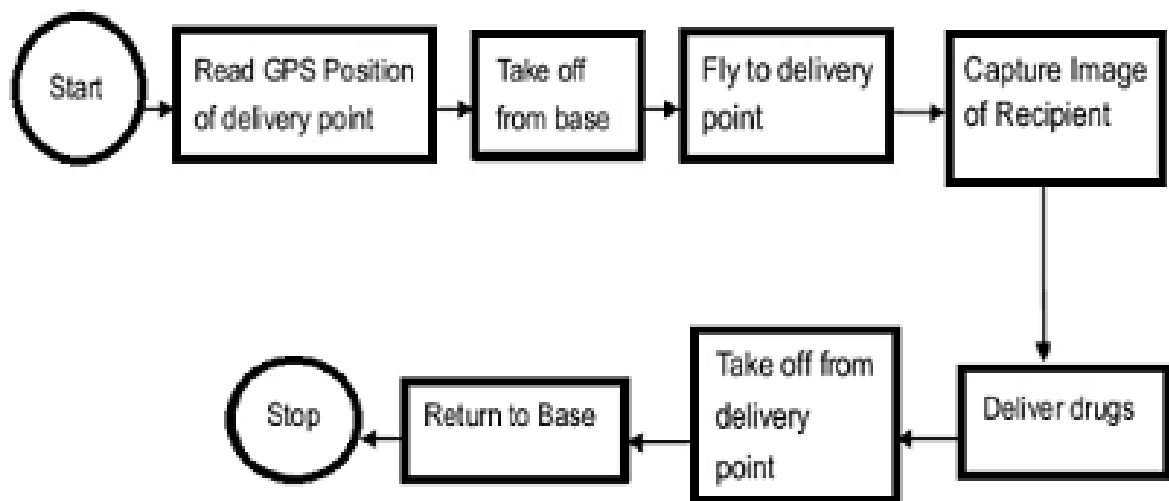 Start
Read GPS Position
of delivery point
Take off
from base
Fly to delivery
point
Capture Image
of Recipient
Deliver drugs
Take off from
delivery
point
Return to Base
Stop